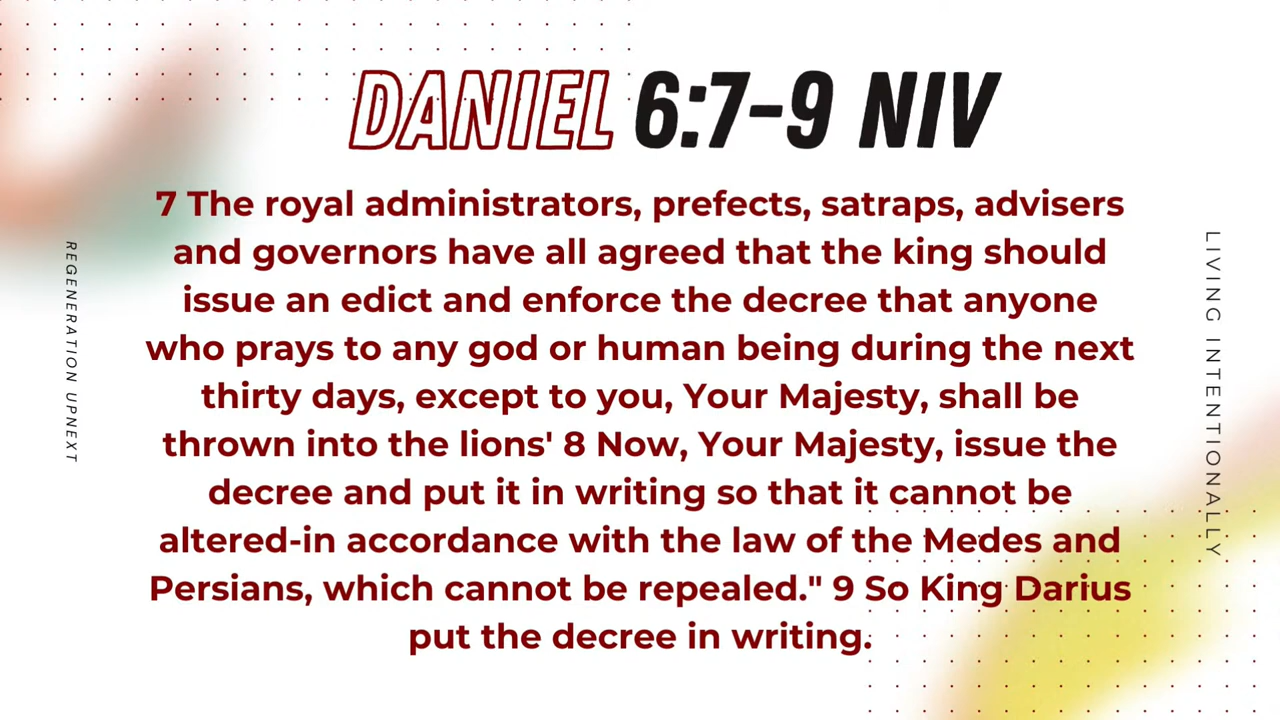 DANIEL 6:7-9 NIV
7 The royal administrators, prefects, satraps, advisers
and governors have all agreed that the king should
issue an edict and enforce the decree that anyone
who prays to any god or human being during the next
thirty days, except to you, Your Majesty, shall be
thrown into the lions' 8 Now, Your Majesty, issue the
decree and put it in writing so that it cannot be
altered-in accordance with the law of the Medes and
Persians, which cannot be repealed." 9 So King Darius
put the decree in writing.
REGENERATION UPNEXT
LIVING INTENTIONALLY